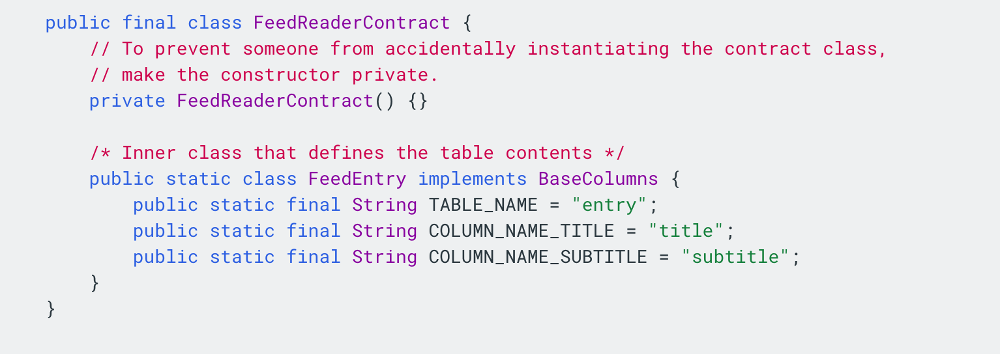 public final class FeedReaderContract {
    // To prevent someone from accidentally instantiating the contract class,
    // make the constructor private.
    private FeedReaderContract() {}

    /* Inner class that defines the table contents */
    public static class FeedEntry implements BaseColumns {
        public static final String TABLE_NAME = "entry";
        public static final String COLUMN_NAME_TITLE = "title";
        public static final String COLUMN_NAME_SUBTITLE = "subtitle";
    }
}